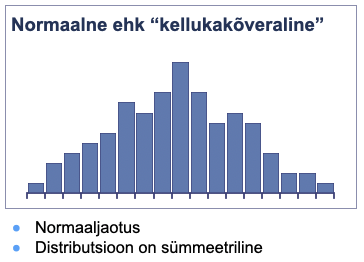 Normaalne ehk “kellukakõveraline”
Normaaljaotus
Distributsioon on sümmeetriline